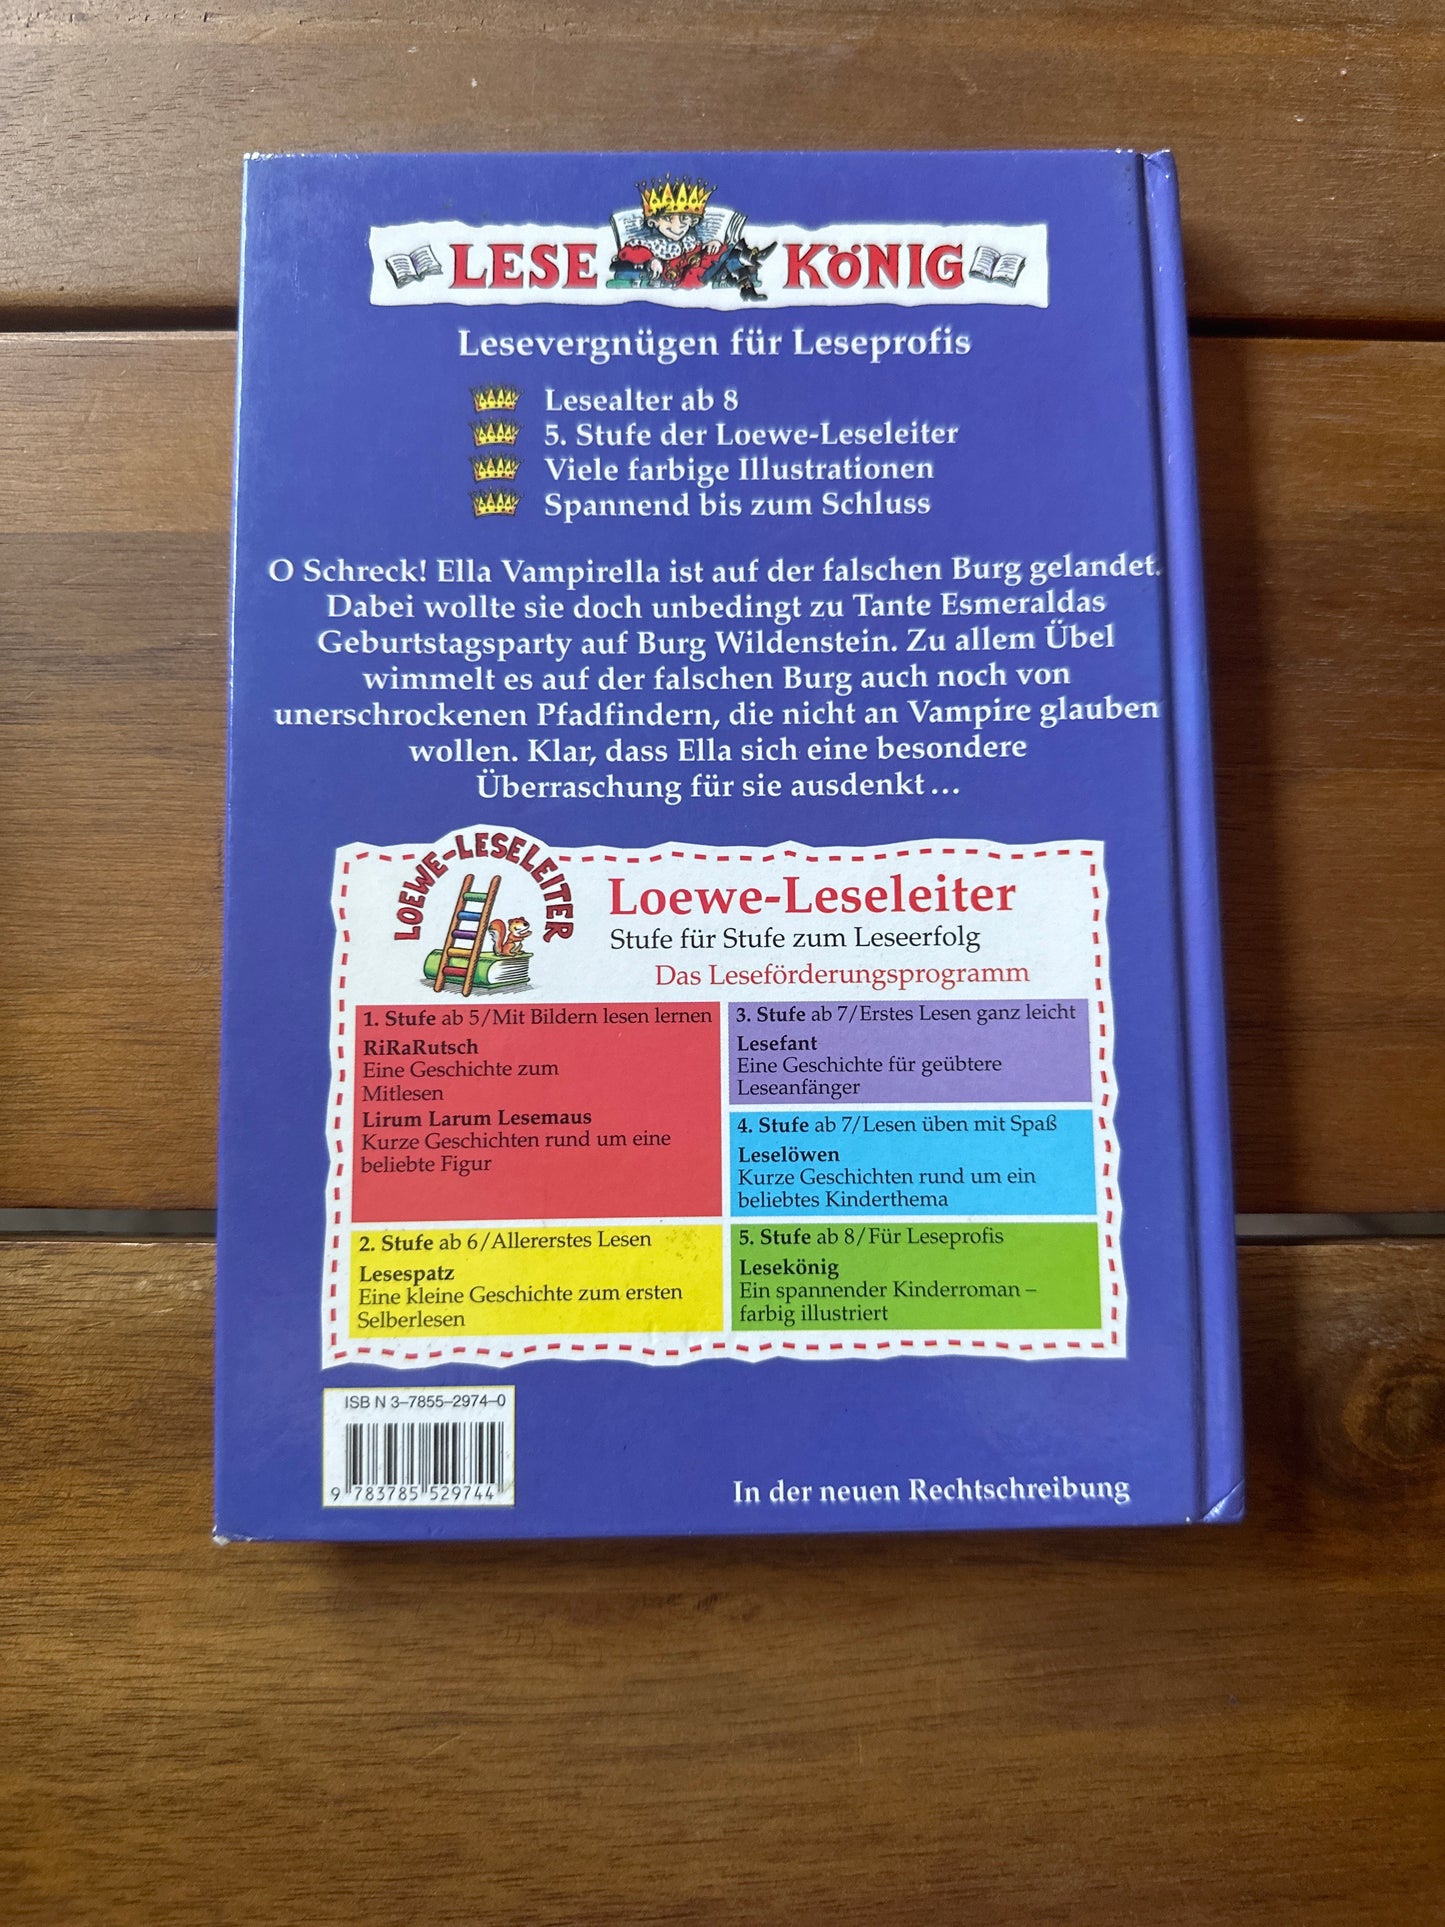 LESE KÖNIG
Lesevergnügen für Leseprofis
Lesealter ab 8
5. Stufe der Loewe-Leseleiter
Viele farbige Illustrationen
Spannend bis zum Schluss
O Schreck! Ella Vampirella ist auf der falschen Burg gelandet.
Dabei wollte sie doch unbedingt zu Tante Esmeraldas
Geburtstagsparty auf Burg Wildenstein. Zu allem Übel
wimmelt es auf der falschen Burg auch noch von
unerschrockenen Pfadfindern, die nicht an Vampire glauben
wollen. Klar, dass Ella sich eine besondere
Überraschung für sie ausdenkt ...
LOEWE-LESELEITER
Loewe-Leseleiter
Stufe für Stufe zum Leseerfolg
Das Leseförderungsprogramm
1. Stufe ab 5/Mit Bildern lesen lernen
RiRaRutsch
Eine Geschichte zum
Mitlesen
Lirum Larum Lesemaus
Kurze Geschichten rund um eine
beliebte Figur
2. Stufe ab 6/Allererstes Lesen
Lesespatz
Eine kleine Geschichte zum ersten
Selberlesen
3. Stufe ab 7/Erstes Lesen ganz leicht
Lesefant
Eine Geschichte für geübtere
Leseanfänger
4. Stufe ab 7/Lesen üben mit Spaß
Leselöwen
Kurze Geschichten rund um ein
beliebtes Kinderthema
5. Stufe ab 8/Für Leseprofis
Lesekönig
Ein spannender Kinderroman –
farbig illustriert
ISBN 3-7855-2974-0
9 783785 529744
In der neuen Rechtschreibung